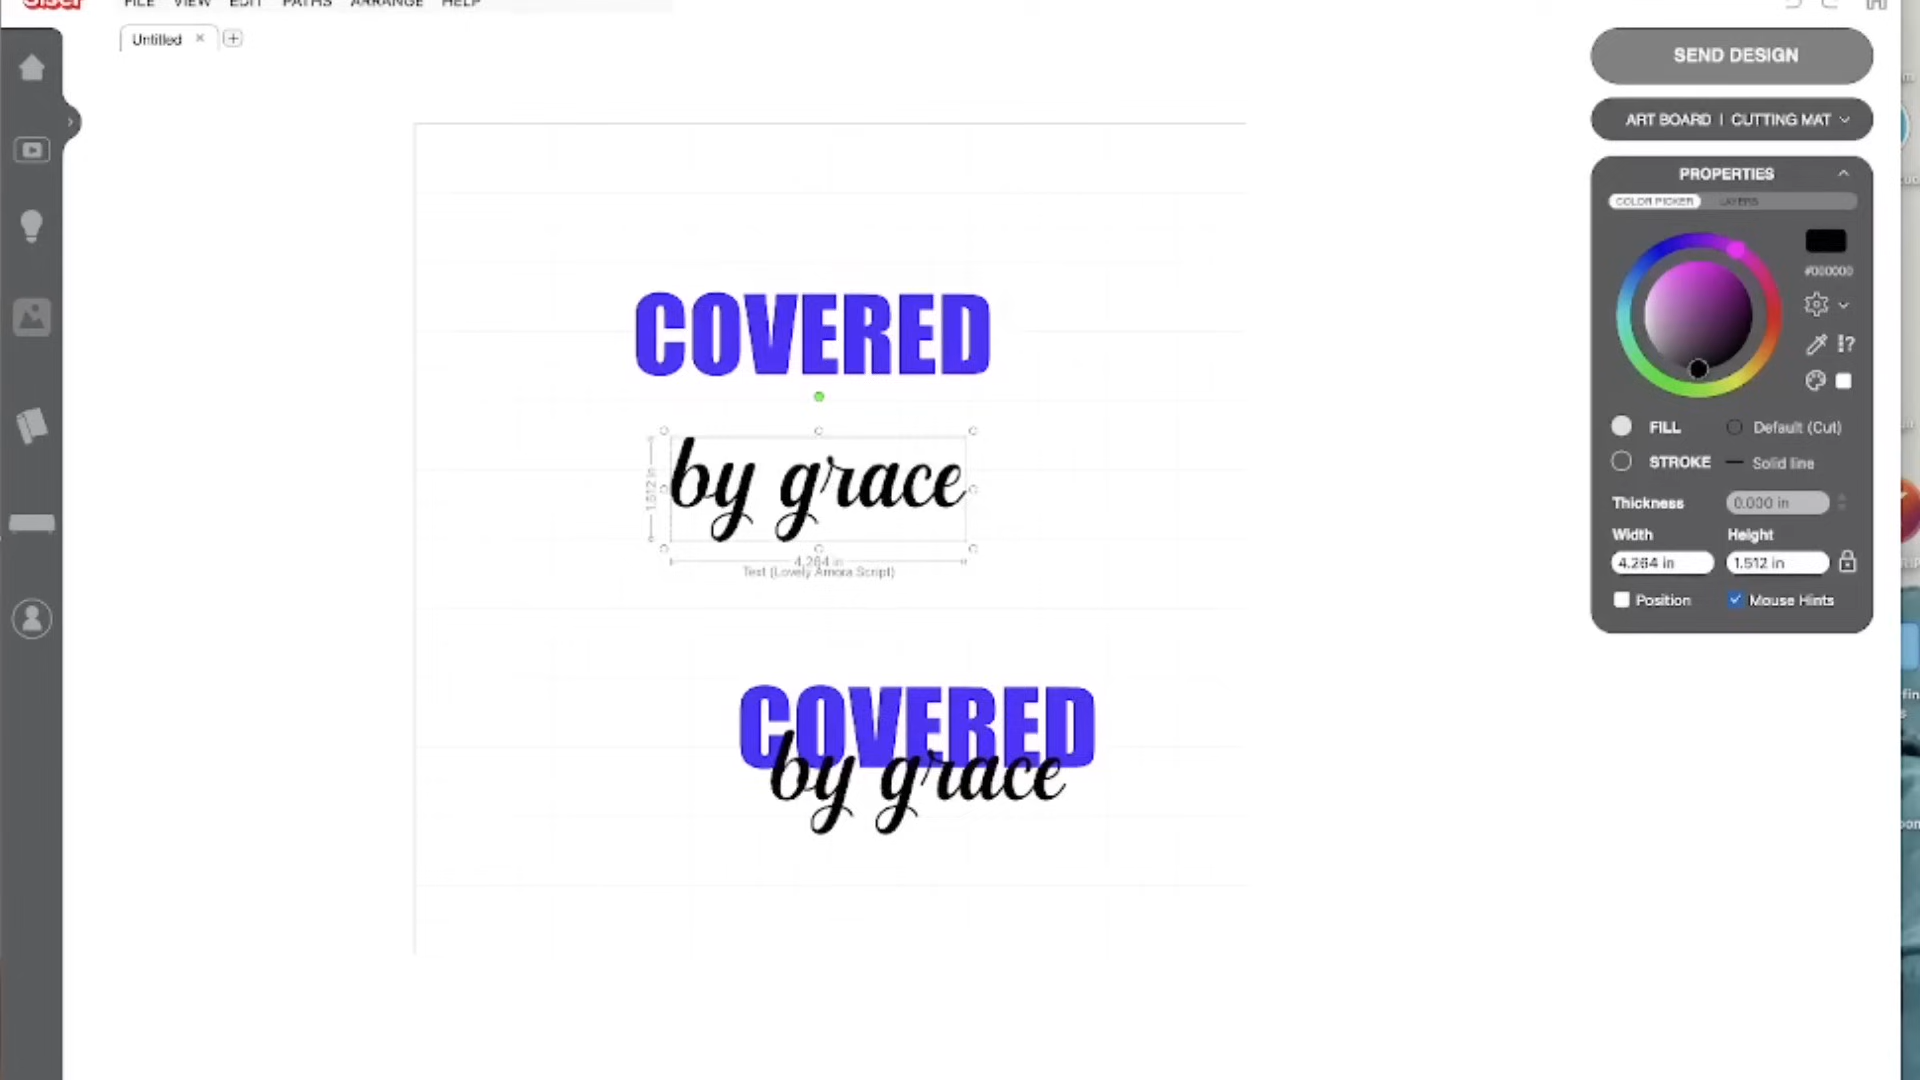 Siser
FILE VIEW EDIT PATHS ARRANGE HELP
Untitled
SEND DESIGN
ART BOARD | CUTTING MAT
PROPERTIES
COLOR PICKER LAYERS
#000000
FILL Default (Cut)
STROKE Solid line
Thickness 0.000 in
Width Height
4.264 in 1.512 in
Position Mouse Hints
COVERED
by grace
1.512 in
4.264 in
Text (Lovely Amora Script)
COVERED
by grace